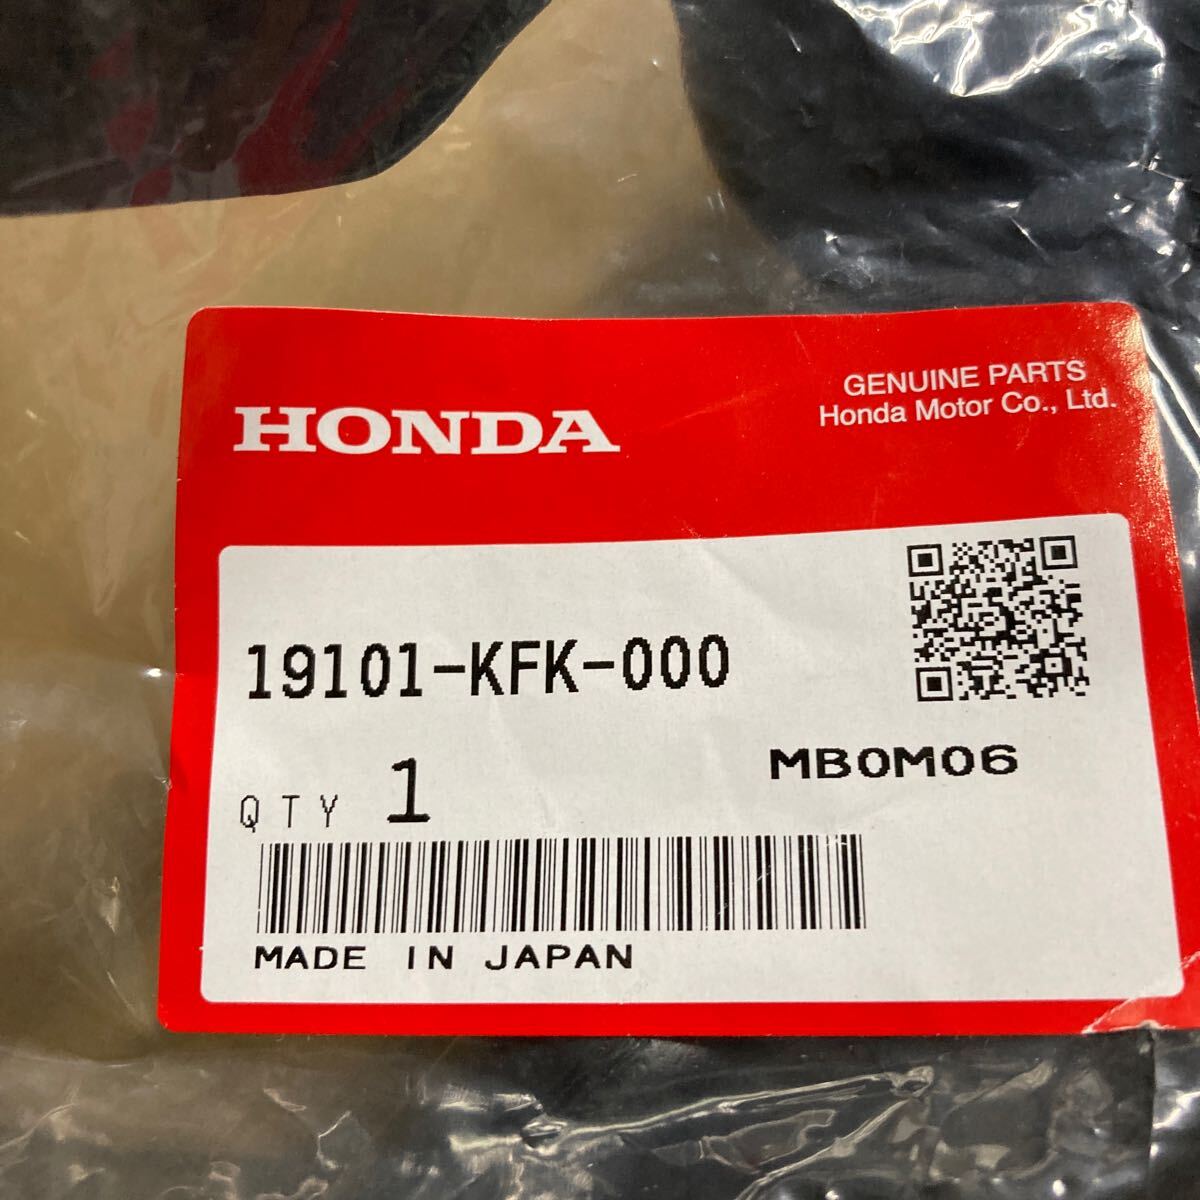 HONDA
GENUINE PARTS
Honda Motor Co., Ltd.
19101-KFK-000
MB0M06
QTY 1
MADE IN JAPAN